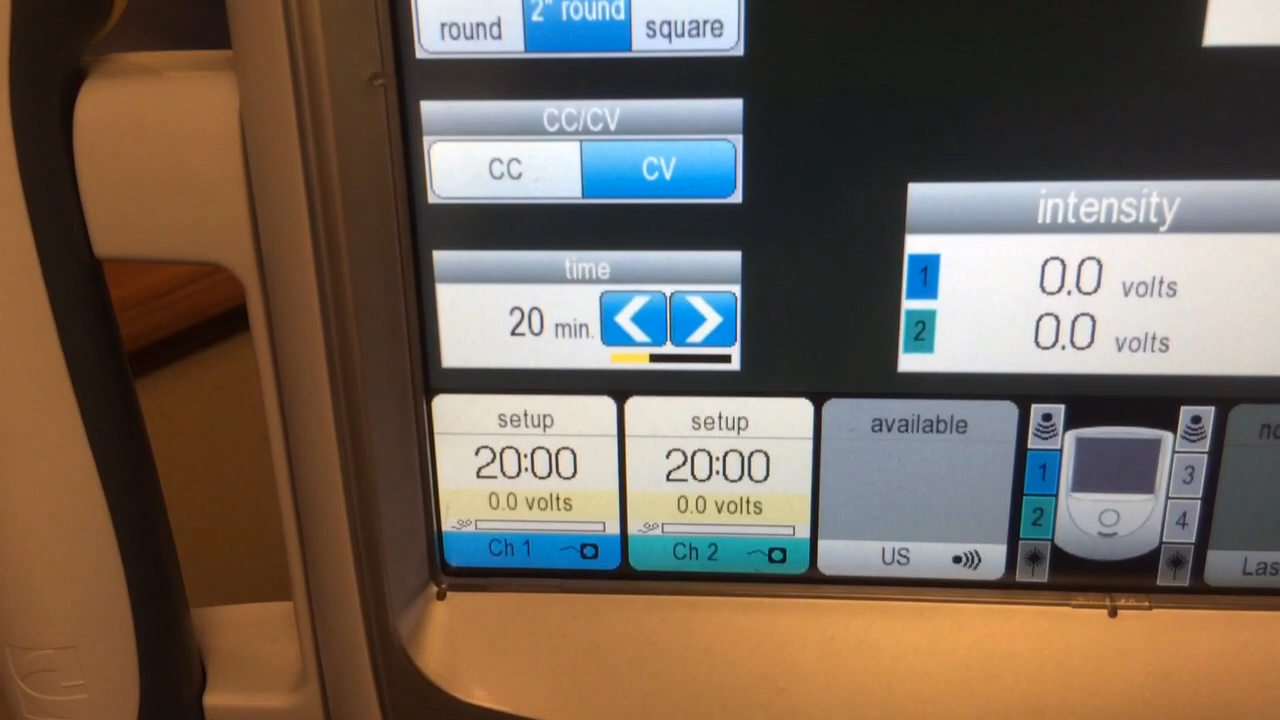 round
2" round
square
CC/CV
CC
CV
time
20 min.
intensity
1
0.0 volts
2
0.0 volts
setup
20:00
0.0 volts
Ch 1
setup
20:00
0.0 volts
Ch 2
available
US
1
2
3
4